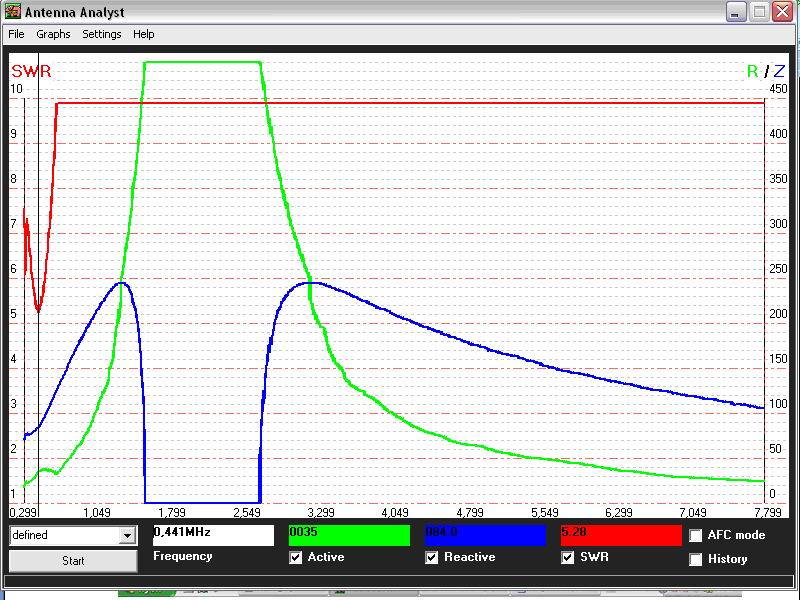 Antenna Analyst
File Graphs Settings Help
SWR R / Z
10 450
9 400
8 350
7 300
6 250
5 200
4 150
3 100
2 50
1 0
0,299 1,049 1,799 2,549 3,299 4,049 4,799 5,549 6,299 7,049 7,799
defined 0,441MHz 0035 084.0 5.28 AFC mode
Start Frequency Active Reactive SWR History